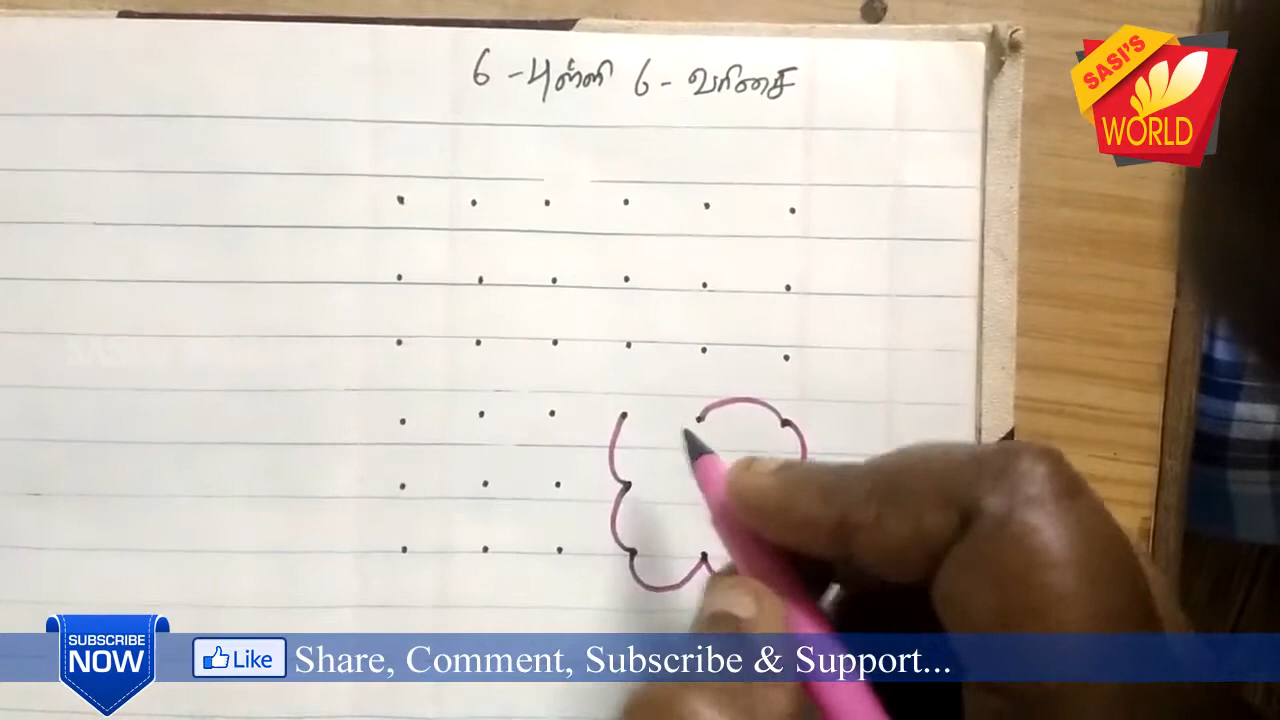 6 - புள்ளி 6 - வரிசை
SASI'S
WORLD
SUBSCRIBE
NOW
Like
Share, Comment, Subscribe & Support...